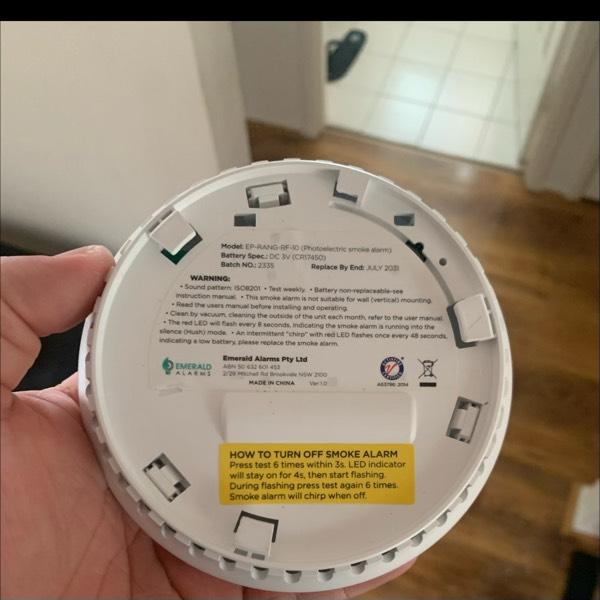 Model: EP-RANG-RF-10 (Photoelectric smoke alarm)
Battery Spec.: DC 3V (CR17450)
Batch NO.: 2335 Replace By End: JULY 2031
WARNING:
• Sound pattern: ISO8201 • Test weekly. • Battery non-replaceable-see
instruction manual. • This smoke alarm is not suitable for wall (vertical) mounting.
• Read the users manual before installing and operating.
• Clean by vacuum, cleaning the outside of the unit each month, refer to the user manual.
•The red LED will flash every 8 seconds, indicating the smoke alarm is running into the
silence (Hush) mode. • An intermittent "chirp" with red LED flashes once every 48 seconds,
indicating a low battery, please replace the smoke alarm.
EMERALD
ALARMS
Emerald Alarms Pty Ltd
ABN 50 632 601 453
2/29 Mitchell Rd Brookvale NSW 2100
MADE IN CHINA Ver 1.0
AS3786: 2014
HOW TO TURN OFF SMOKE ALARM
Press test 6 times within 3s. LED indicator
will stay on for 4s, then start flashing.
During flashing press test again 6 times.
Smoke alarm will chirp when off.